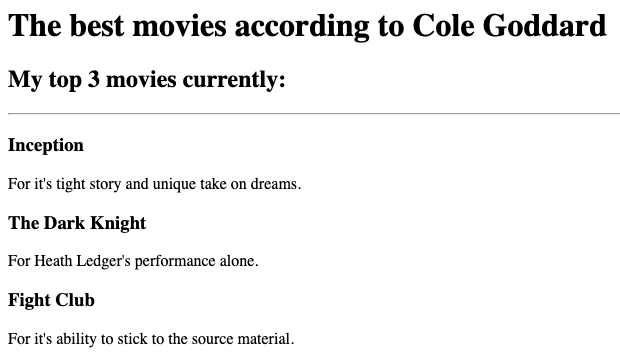 The best movies according to Cole Goddard
My top 3 movies currently:
Inception
For it's tight story and unique take on dreams.
The Dark Knight
For Heath Ledger's performance alone.
Fight Club
For it's ability to stick to the source material.